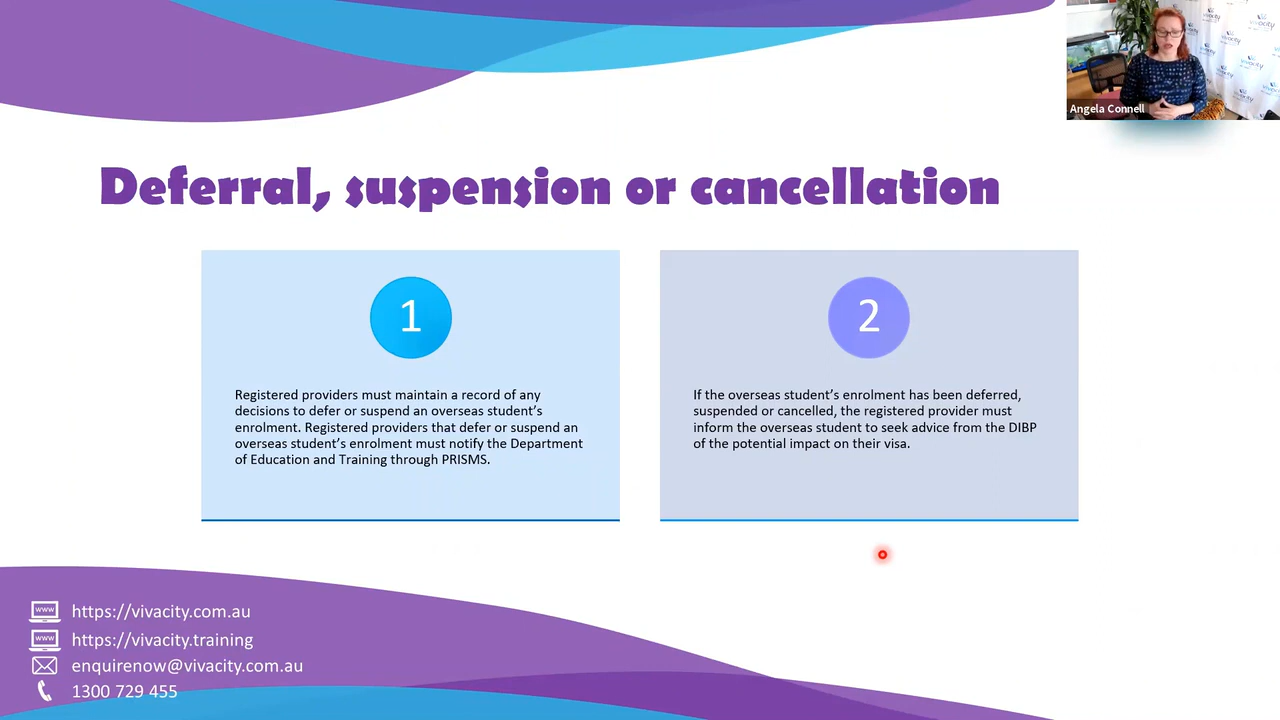 Angela Connell
Deferral, suspension or cancellation
1
Registered providers must maintain a record of any
decisions to defer or suspend an overseas student's
enrolment. Registered providers that defer or suspend an
overseas student's enrolment must notify the Department
of Education and Training through PRISMS.
2
If the overseas student's enrolment has been deferred,
suspended or cancelled, the registered provider must
inform the overseas student to seek advice from the DIBP
of the potential impact on their visa.
https://vivacity.com.au
https://vivacity.training
enquirenow@vivacity.com.au
1300 729 455